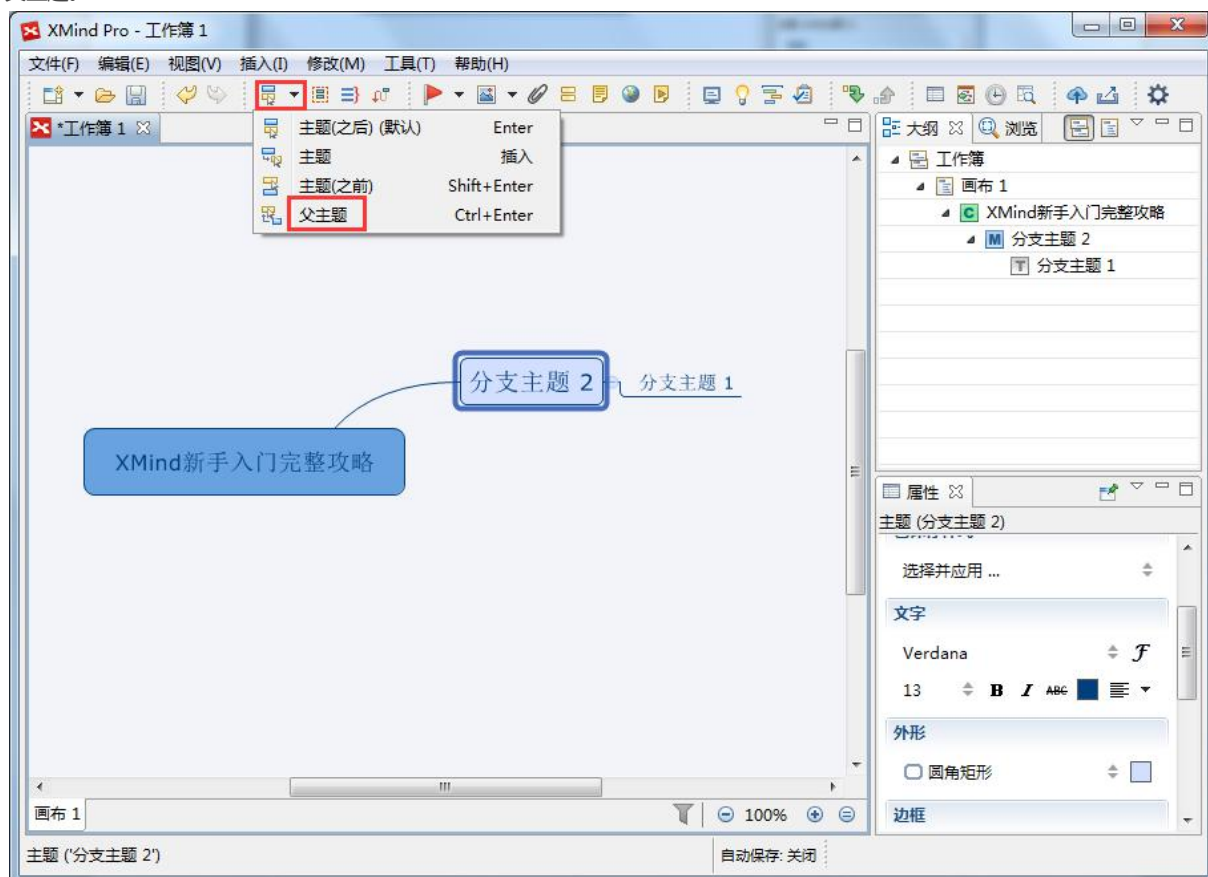 XMind Pro - 工作簿 1
文件(F) 编辑(E) 视图(V) 插入(I) 修改(M) 工具(T) 帮助(H)
*工作簿 1
主题(之后) (默认) Enter
主题 插入
主题(之前) Shift+Enter
父主题 Ctrl+Enter
分支主题 2
分支主题 1
XMind新手入门完整攻略
画布 1
100%
大纲 浏览
工作簿
画布 1
C XMind新手入门完整攻略
M 分支主题 2
T 分支主题 1
属性
主题 (分支主题 2)
选择并应用 ...
文字
Verdana
13 B I ABC
外形
圆角矩形
边框
主题 ('分支主题 2')
自动保存: 关闭